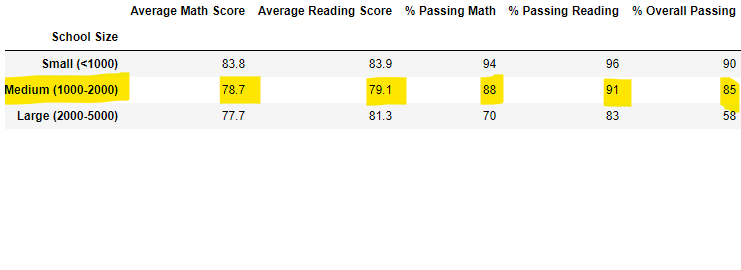 Average Math Score Average Reading Score % Passing Math % Passing Reading % Overall Passing
School Size
Small (<1000) 83.8 83.9 94 96 90
Medium (1000-2000) 78.7 79.1 88 91 85
Large (2000-5000) 77.7 81.3 70 83 58